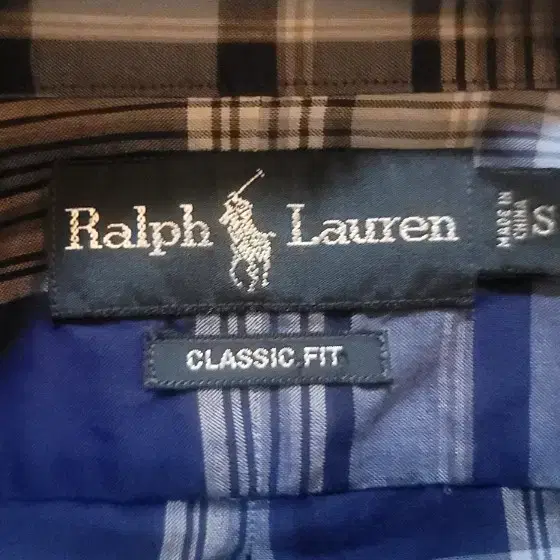 Ralph Lauren
MADE IN
CHINA
S
CLASSIC FIT